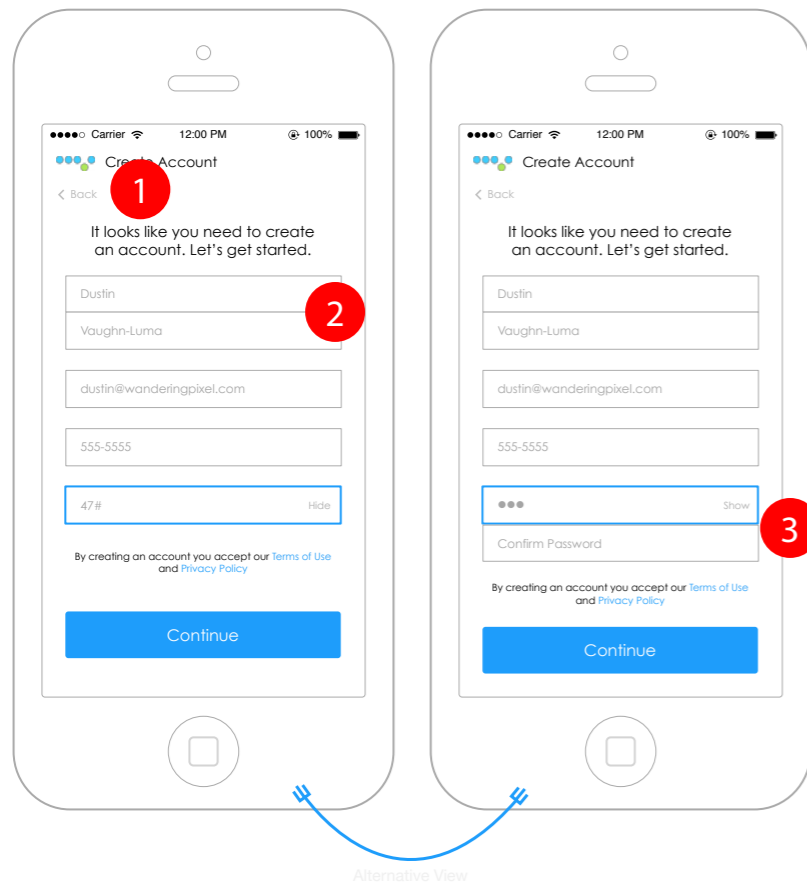 ●●●●○ Carrier 12:00 PM 100%
Create Account
< Back
1
It looks like you need to create
an account. Let's get started.
Dustin
2
Vaughn-Luma
dustin@wanderingpixel.com
555-5555
47# Hide
By creating an account you accept our Terms of Use
and Privacy Policy
Continue
●●●●○ Carrier 12:00 PM 100%
Create Account
< Back
It looks like you need to create
an account. Let's get started.
Dustin
Vaughn-Luma
dustin@wanderingpixel.com
555-5555
●●● Show
3
Confirm Password
By creating an account you accept our Terms of Use
and Privacy Policy
Continue
Alternative View